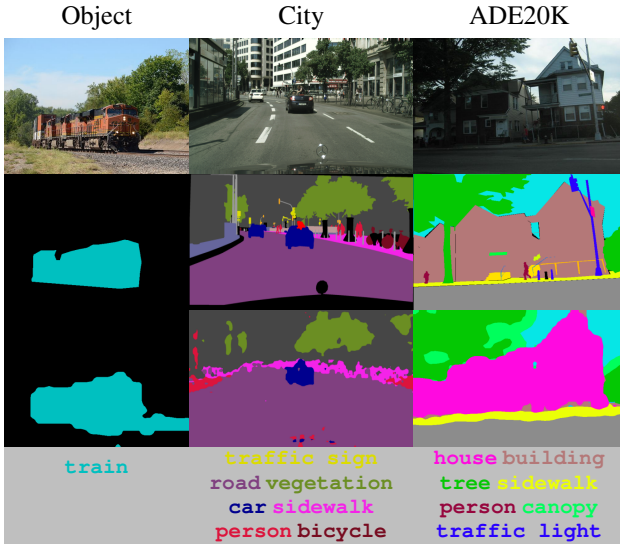 Object City ADE20K
train traffic sign house building
road vegetation tree sidewalk
car sidewalk person canopy
person bicycle traffic light